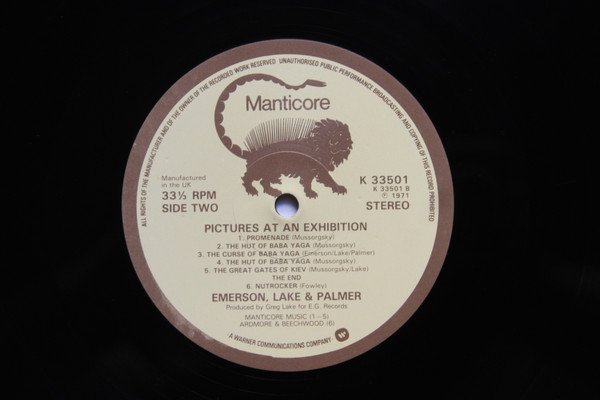 ALL RIGHTS OF THE MANUFACTURER AND OF THE OWNER OF THE RECORDED WORK RESERVED UNAUTHORISED PUBLIC PERFORMANCE BROADCASTING AND COPYING OF THIS RECORD PROHIBITED
Manticore
Manufactured
in the UK
33⅓ RPM
SIDE TWO
K 33501
K 33501 B
℗ 1971
STEREO
PICTURES AT AN EXHIBITION
1. PROMENADE (Mussorgsky)
2. THE HUT OF BABA YAGA (Mussorgsky)
3. THE CURSE OF BABA YAGA (Emerson/Lake/Palmer)
4. THE HUT OF BABA YAGA (Mussorgsky)
5. THE GREAT GATES OF KIEV (Mussorgsky/Lake)
THE END
6. NUTROCKER (Fowley)
EMERSON, LAKE & PALMER
Produced by Greg Lake for E.G. Records
MANTICORE MUSIC (1–5)
ARDMORE & BEECHWOOD (6)
A WARNER COMMUNICATIONS COMPANY